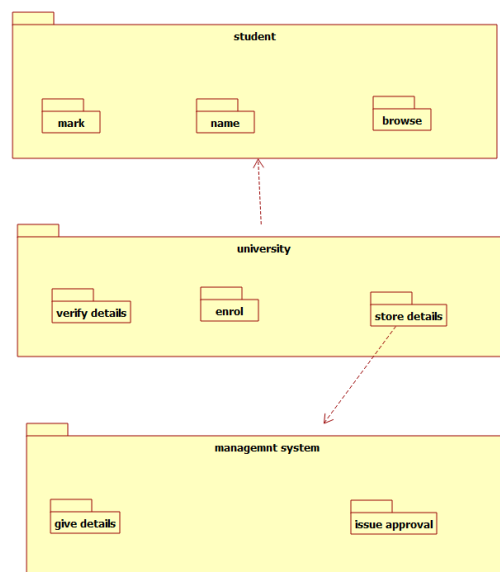 student
mark
name
browse
university
verify details
enrol
store details
managemnt system
give details
issue approval